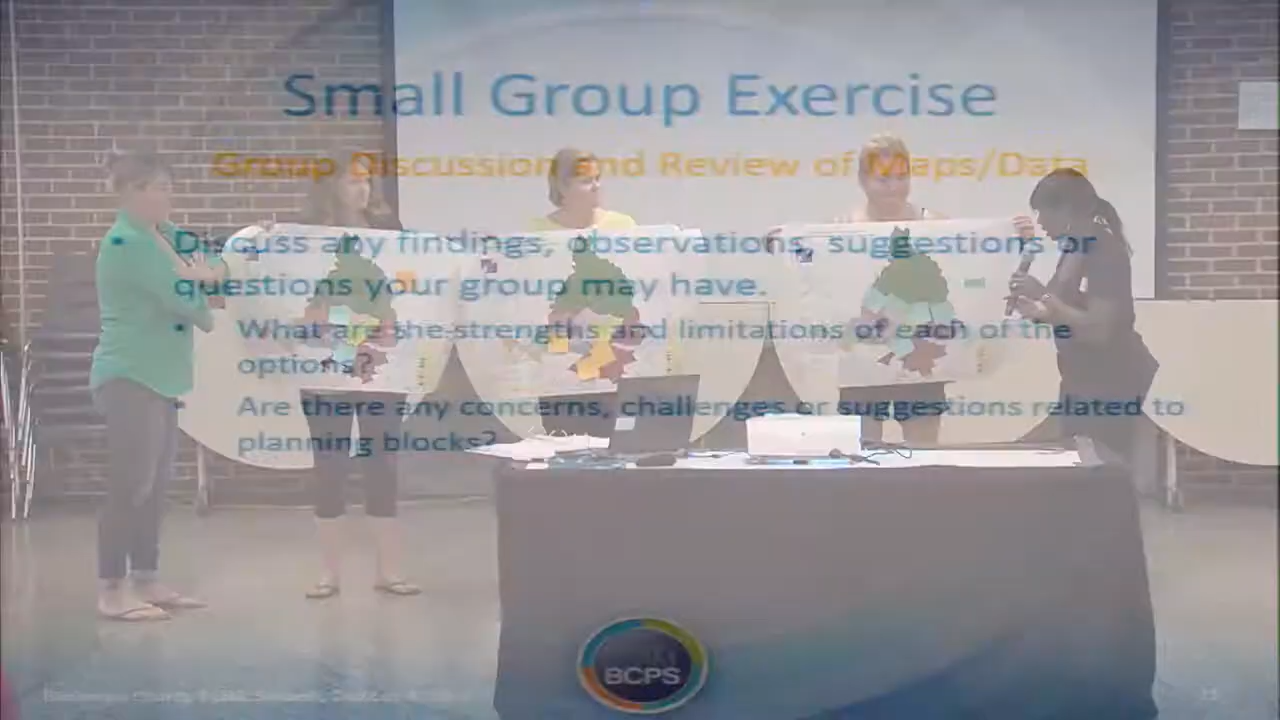 Small Group Exercise
Group Discussion and Review of Maps/Data
• Discuss any findings, observations, suggestions or
questions your group may have.
• What are the strengths and limitations of each of the
options?
• Are there any concerns, challenges or suggestions related to
planning blocks?
BCPS